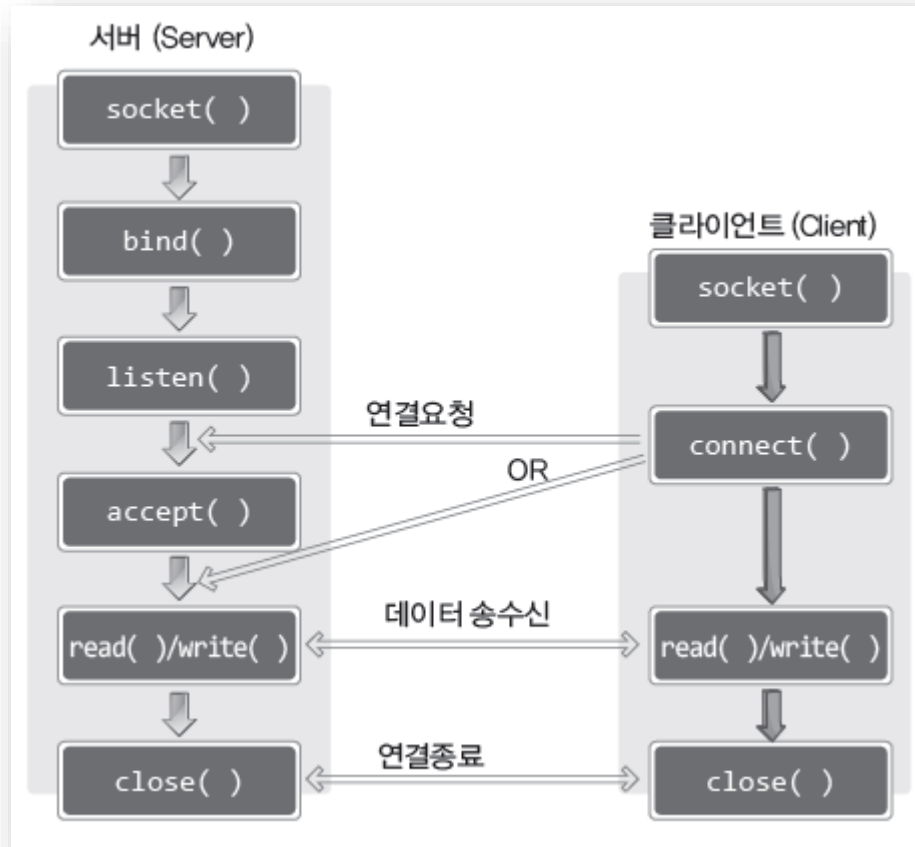 서버 (Server)
socket( )
bind( )
클라이언트 (Client)
socket( )
listen( )
연결요청
connect( )
OR
accept( )
데이터 송수신
read( )/write( )
read( )/write( )
연결종료
close( )
close( )